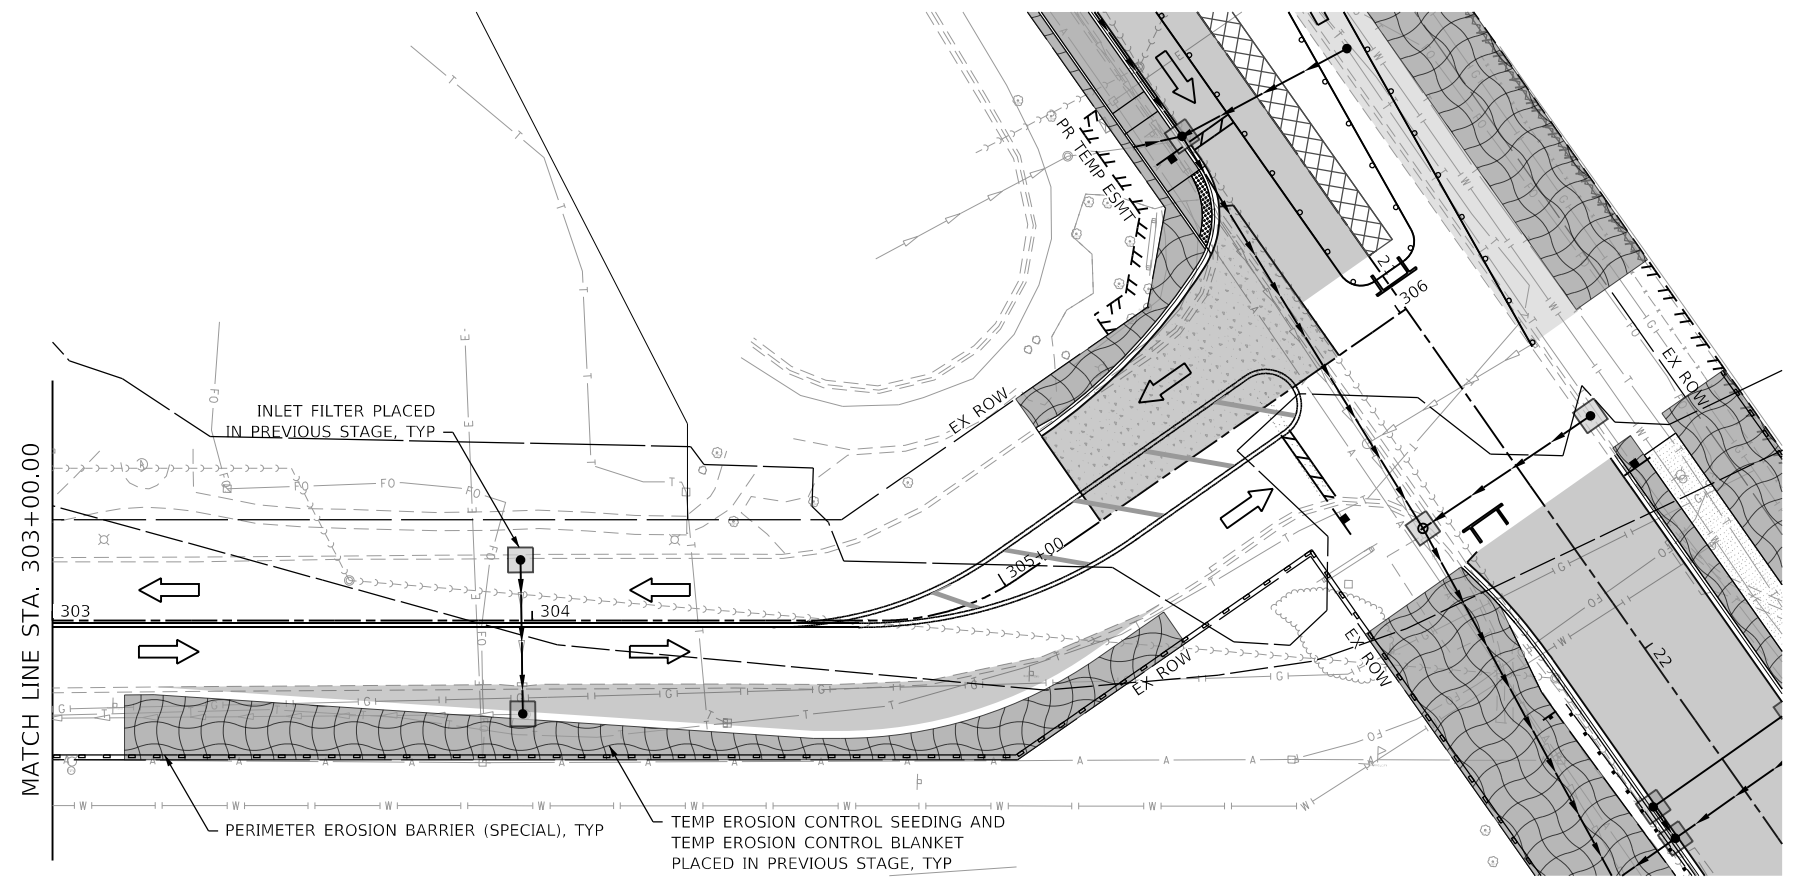 PR TEMP ESMT
2
306
EX ROW
EX ROW
INLET FILTER PLACED
IN PREVIOUS STAGE, TYP
MATCH LINE STA. 303+00.00
303
304
305+00
EX ROW
EX ROW
22
PERIMETER EROSION BARRIER (SPECIAL), TYP
TEMP EROSION CONTROL SEEDING AND
TEMP EROSION CONTROL BLANKET
PLACED IN PREVIOUS STAGE, TYP